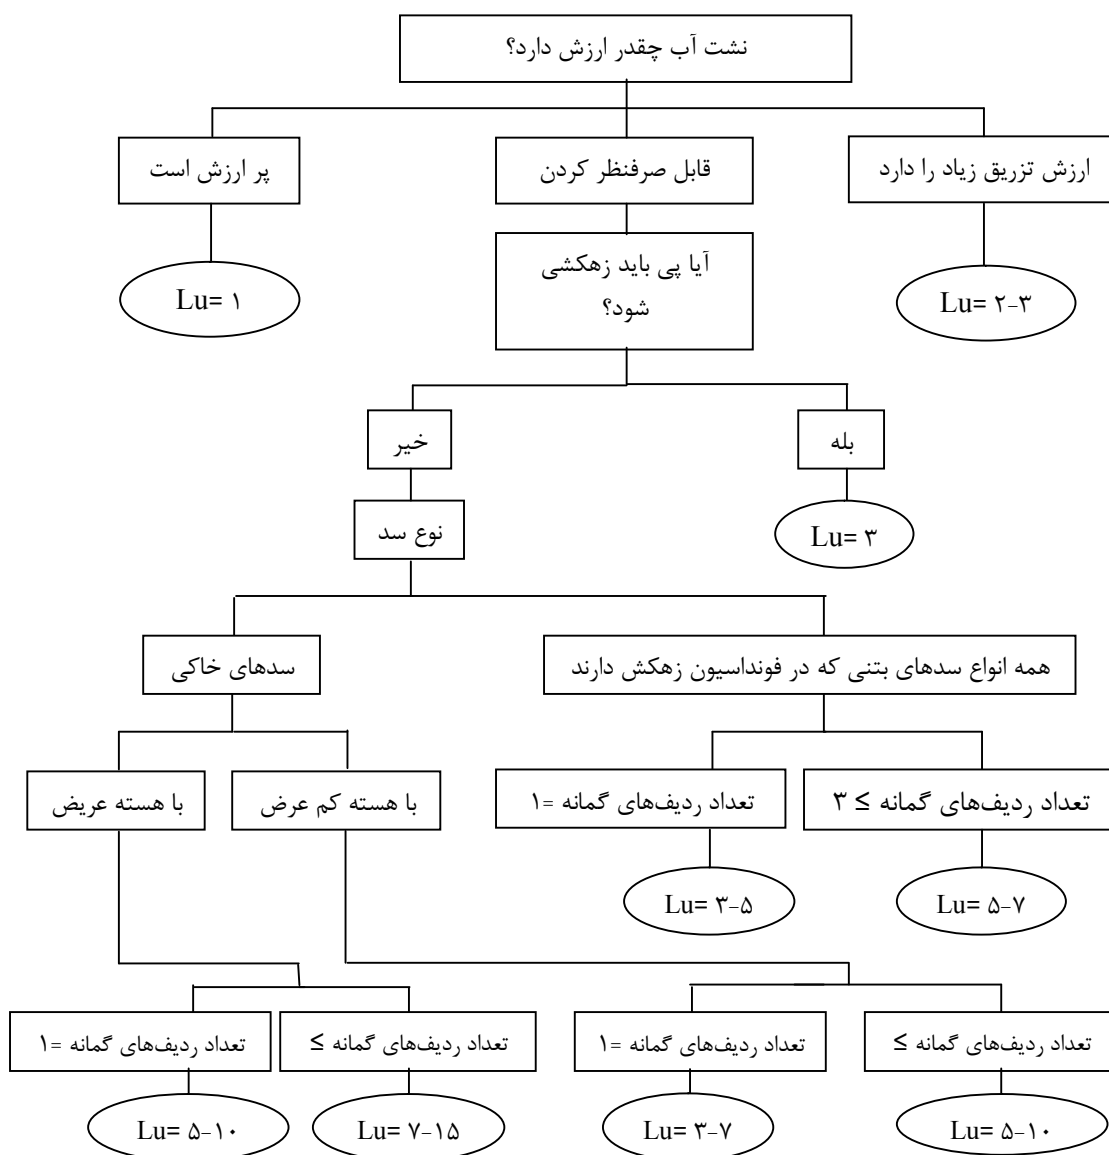 نشت آب چقدر ارزش دارد؟
ارزش تزریق زیاد را دارد
قابل صرفنظر کردن
پر ارزش است
Lu= ۲-۳
آیا پی باید زهکشی
شود؟
Lu= ۱
بله
خیر
Lu= ۳
نوع سد
همه انواع سدهای بتنی که در فونداسیون زهکش دارند
سدهای خاکی
تعداد ردیف‌های گمانه ≥ ۳
تعداد ردیف‌های گمانه =۱
با هسته کم عرض
با هسته عریض
Lu= ۵-۷
Lu= ۳-۵
تعداد ردیف‌های گمانه ≥
تعداد ردیف‌های گمانه =۱
تعداد ردیف‌های گمانه ≥
تعداد ردیف‌های گمانه =۱
Lu= ۵-۱۰
Lu= ۳-۷
Lu= ۷-۱۵
Lu= ۵-۱۰